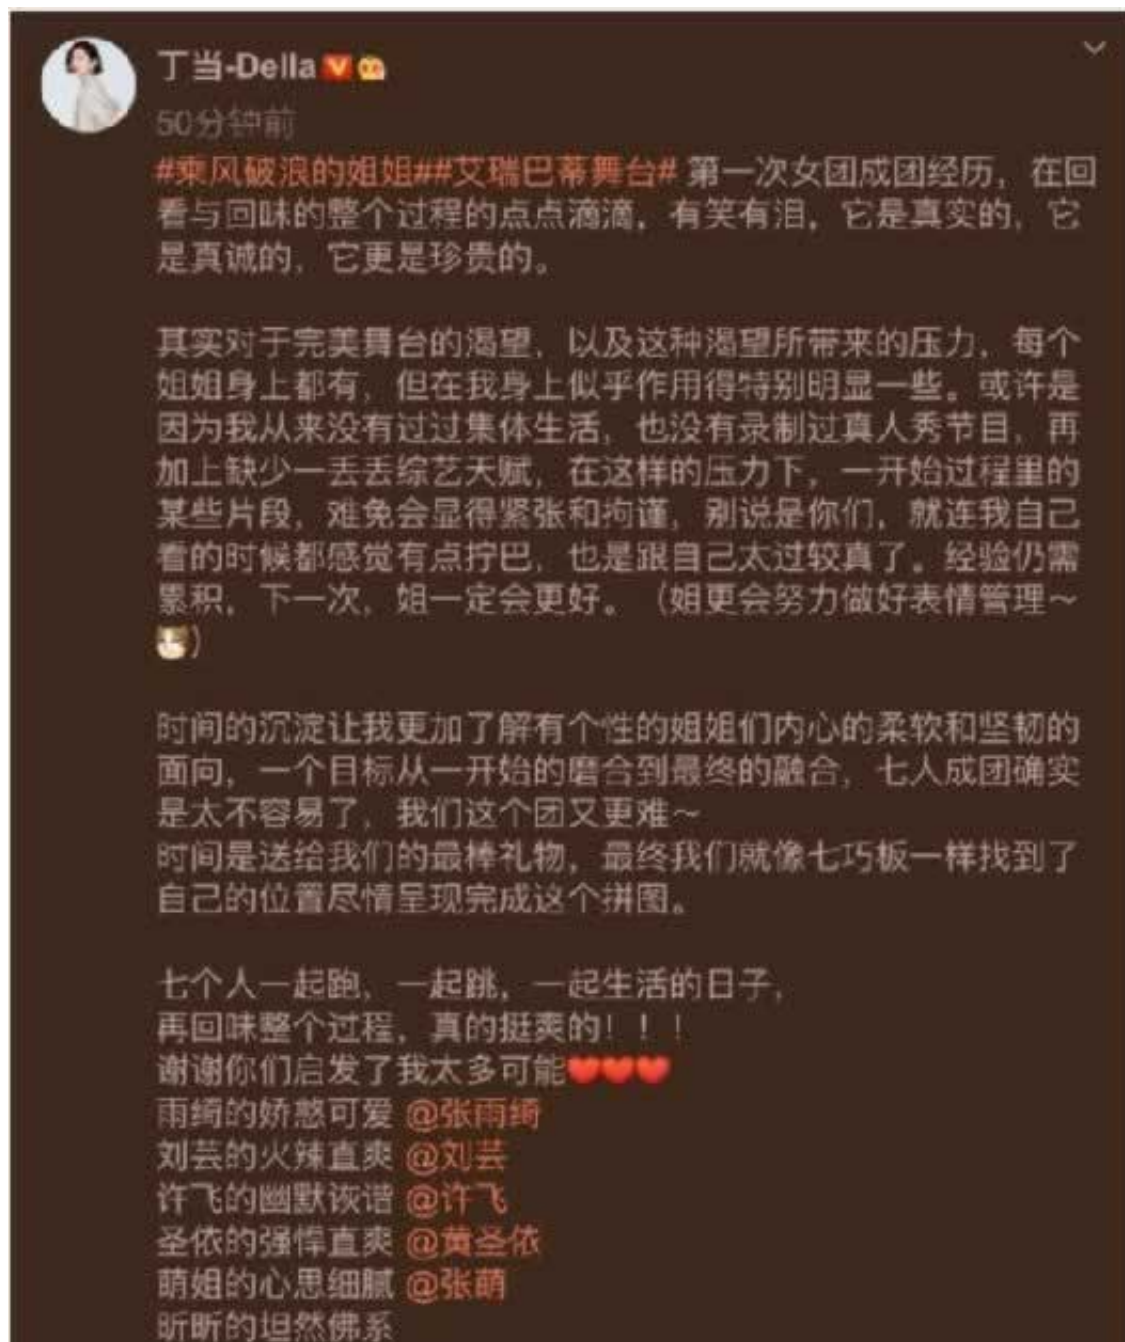 丁当-Della
50分钟前
#乘风破浪的姐姐##艾瑞巴蒂舞台# 第一次女团成团经历，在回
看与回味的整个过程的点点滴滴，有笑有泪，它是真实的，它
是真诚的，它更是珍贵的。
其实对于完美舞台的渴望，以及这种渴望所带来的压力，每个
姐姐身上都有，但在我身上似乎作用得特别明显一些。或许是
因为我从来没有过过集体生活，也没有录制过真人秀节目，再
加上缺少一丢丢综艺天赋，在这样的压力下，一开始过程里的
某些片段，难免会显得紧张和拘谨，别说是你们，就连我自己
看的时候都感觉有点拧巴，也是跟自己太过较真了。经验仍需
累积，下一次，姐一定会更好。（姐更会努力做好表情管理～
）
时间的沉淀让我更加了解有个性的姐姐们内心的柔软和坚韧的
面向，一个目标从一开始的磨合到最终的融合，七人成团确实
是太不容易了，我们这个团又更难～
时间是送给我们的最棒礼物，最终我们就像七巧板一样找到了
自己的位置尽情呈现完成这个拼图。
七个人一起跑，一起跳，一起生活的日子，
再回味整个过程，真的挺爽的！！！
谢谢你们启发了我太多可能❤❤❤
雨绮的娇憨可爱 @张雨绮
刘芸的火辣直爽 @刘芸
许飞的幽默诙谐 @许飞
圣依的强悍直爽 @黄圣依
萌姐的心思细腻 @张萌
昕昕的坦然佛系